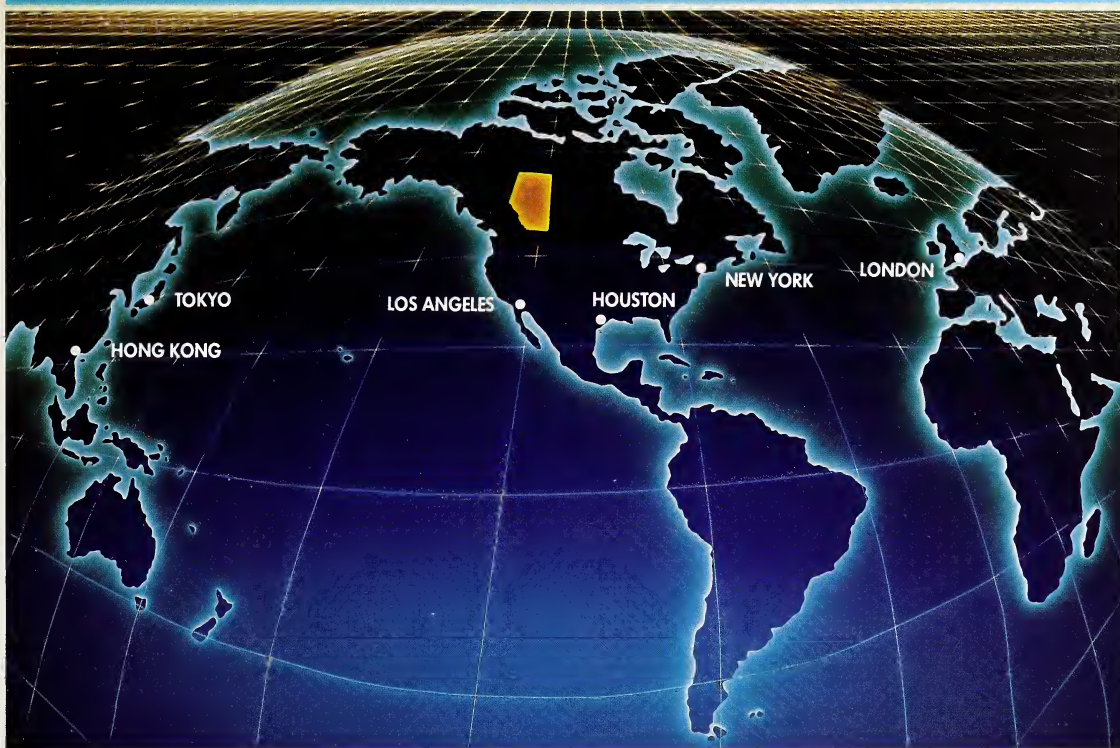 TOKYO
HONG KONG
LOS ANGELES
HOUSTON
NEW YORK
LONDON